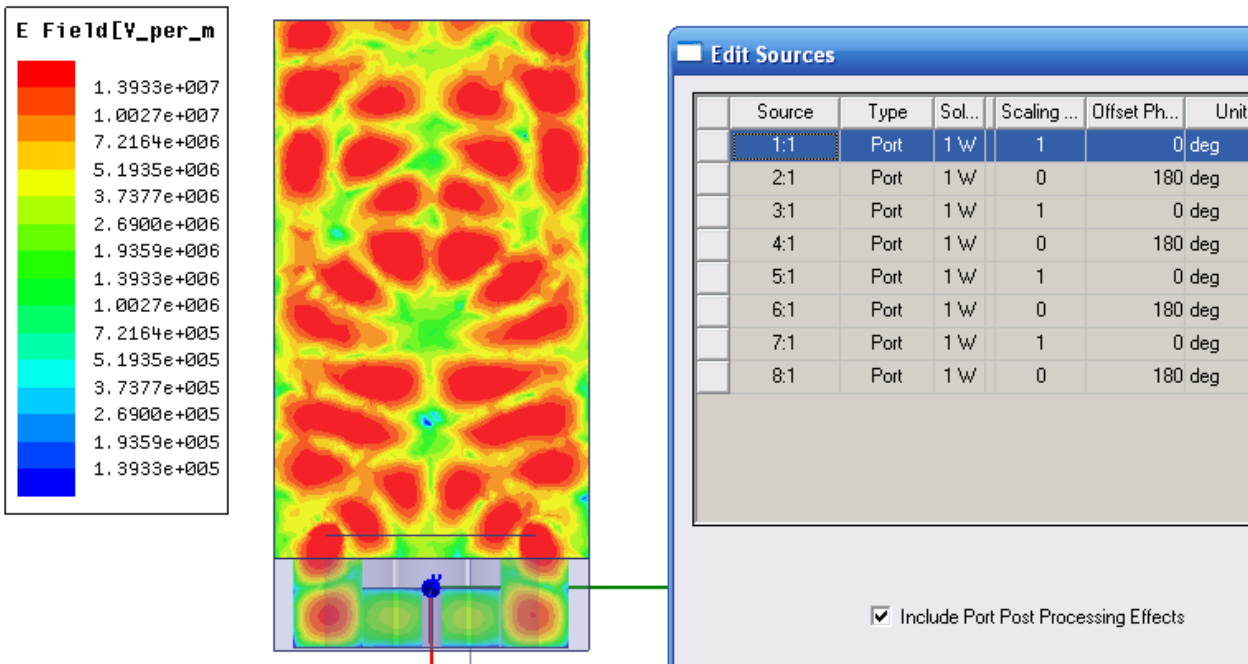 E Field[V_per_m
1.3933e+007
1.0027e+007
7.2164e+006
5.1935e+006
3.7377e+006
2.6900e+006
1.9359e+006
1.3933e+006
1.0027e+006
7.2164e+005
5.1935e+005
3.7377e+005
2.6900e+005
1.9359e+005
1.3933e+005
Edit Sources
Source Type Sol... Scaling ... Offset Ph... Unit
1:1 Port 1 W 1 0 deg
2:1 Port 1 W 0 180 deg
3:1 Port 1 W 1 0 deg
4:1 Port 1 W 0 180 deg
5:1 Port 1 W 1 0 deg
6:1 Port 1 W 0 180 deg
7:1 Port 1 W 1 0 deg
8:1 Port 1 W 0 180 deg
Include Port Post Processing Effects